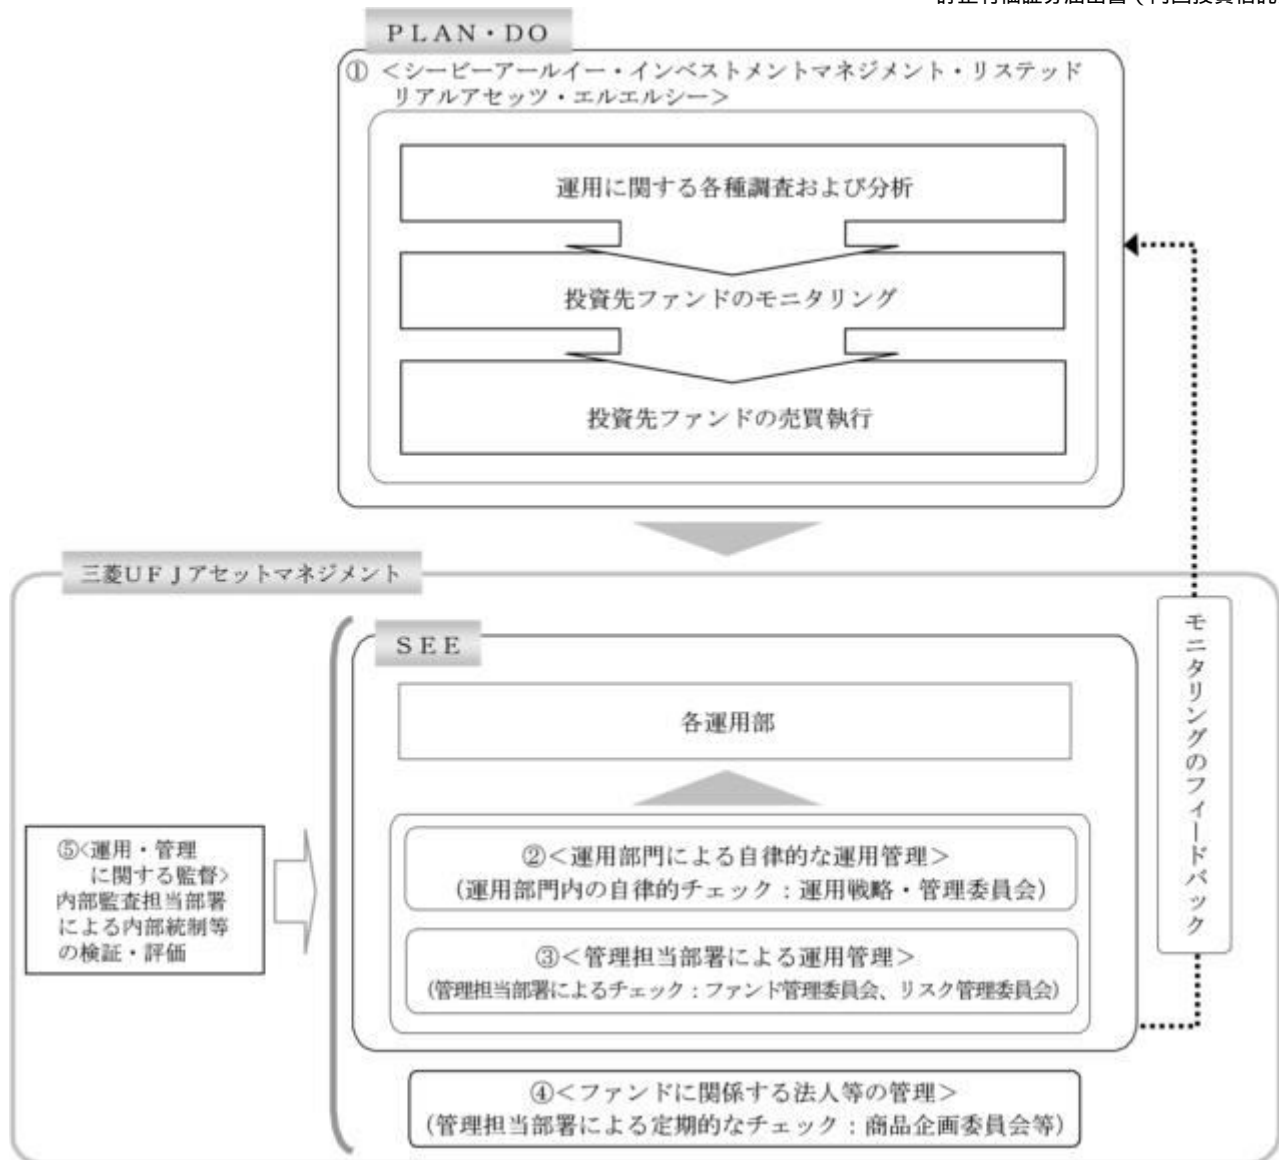 PLAN・DO
① <シービーアールイー・インベストメントマネジメント・リステッド
リアルアセッツ・エルエルシー>
運用に関する各種調査および分析
投資先ファンドのモニタリング
投資先ファンドの売買執行
三菱UFJアセットマネジメント
SEE
各運用部
②<運用部門による自律的な運用管理>
(運用部門内の自律的チェック：運用戦略・管理委員会)
③<管理担当部署による運用管理>
(管理担当部署によるチェック：ファンド管理委員会、リスク管理委員会)
④<ファンドに関係する法人等の管理>
(管理担当部署による定期的なチェック：商品企画委員会等)
⑤<運用・管理
に関する監督>
内部監査担当部署
による内部統制等
の検証・評価
モニタリングのフィードバック